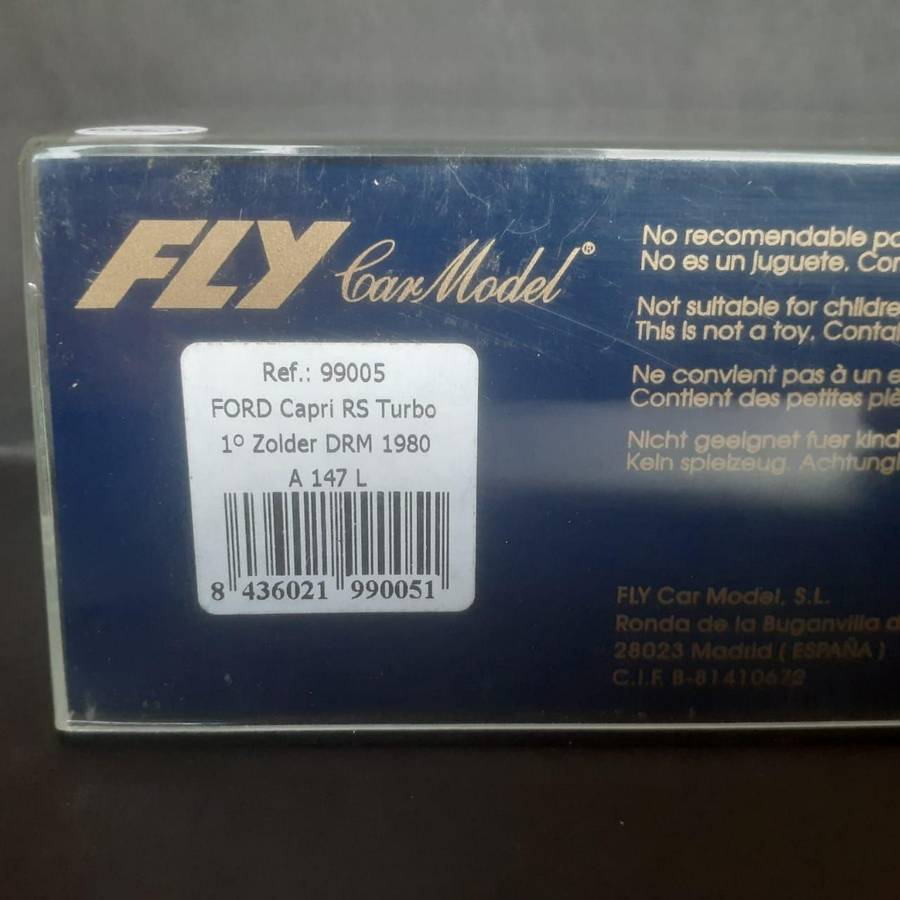 FLY Car Model®
Ref.: 99005
FORD Capri RS Turbo
1º Zolder DRM 1980
A 147 L
8 436021 990051
No recomendable
No es un juguete.
Not suitable for
This is not a toy.
Ne convient pas à un
Contient des petites
Nicht geeignet fuer
Kein spielzeug.
FLY Car Model, S.L.
Ronda de la Buganvilla
28023 Madrid ( ESPAÑA )
C.I.F. B-81410672